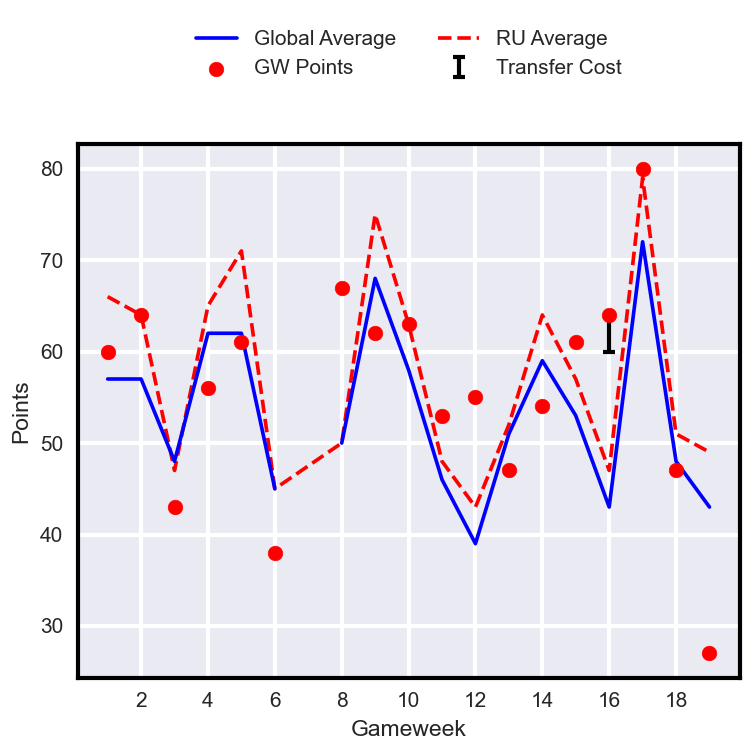 Global Average
RU Average
GW Points
Transfer Cost
80
70
60
50
40
30
Points
2 4 6 8 10 12 14 16 18
Gameweek